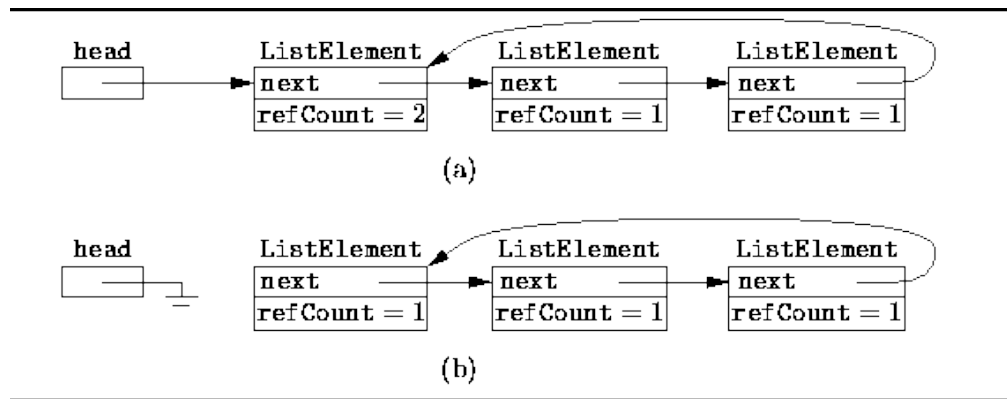 head ListElement ListElement ListElement
next next next
refCount = 2 refCount = 1 refCount = 1
(a)
head ListElement ListElement ListElement
next next next
refCount = 1 refCount = 1 refCount = 1
(b)